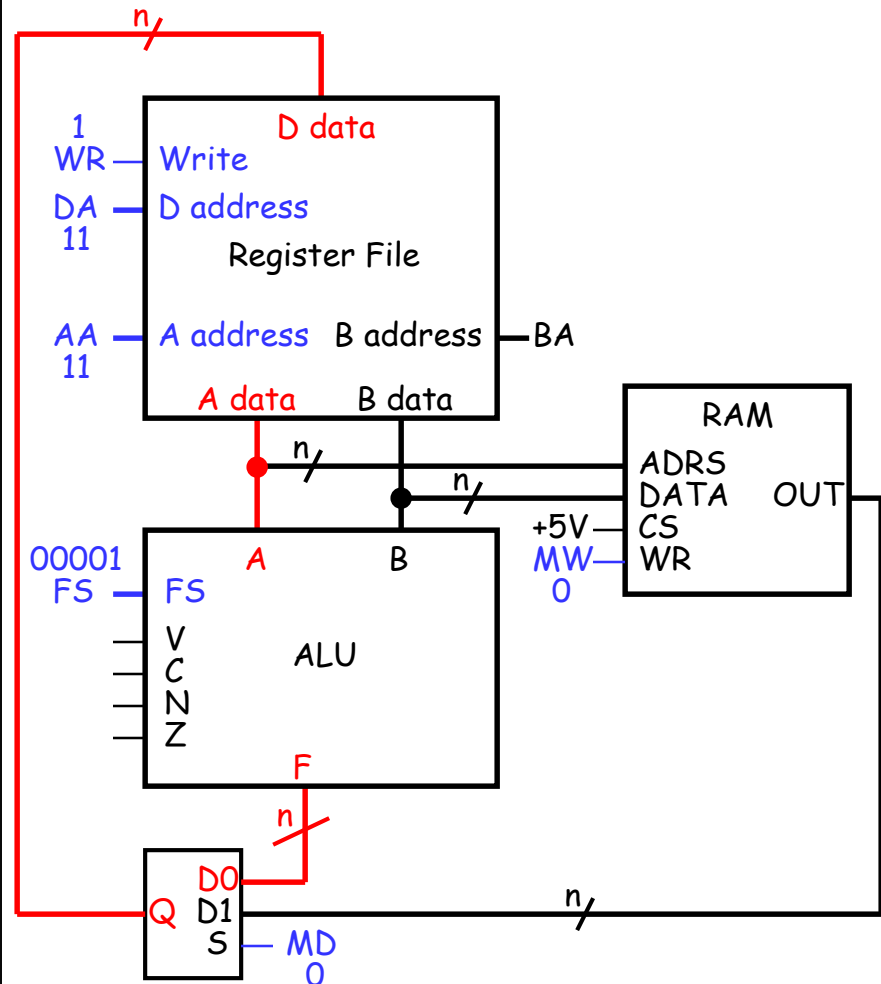 n
D data
1
WR Write
DA D address
11
Register File
AA A address B address BA
11
A data B data
RAM
n ADRS
n DATA OUT
+5V CS
MW WR
0
00001 A B
FS FS
V
ALU
C
N
Z
F
n
D0
Q D1 n
S MD
0